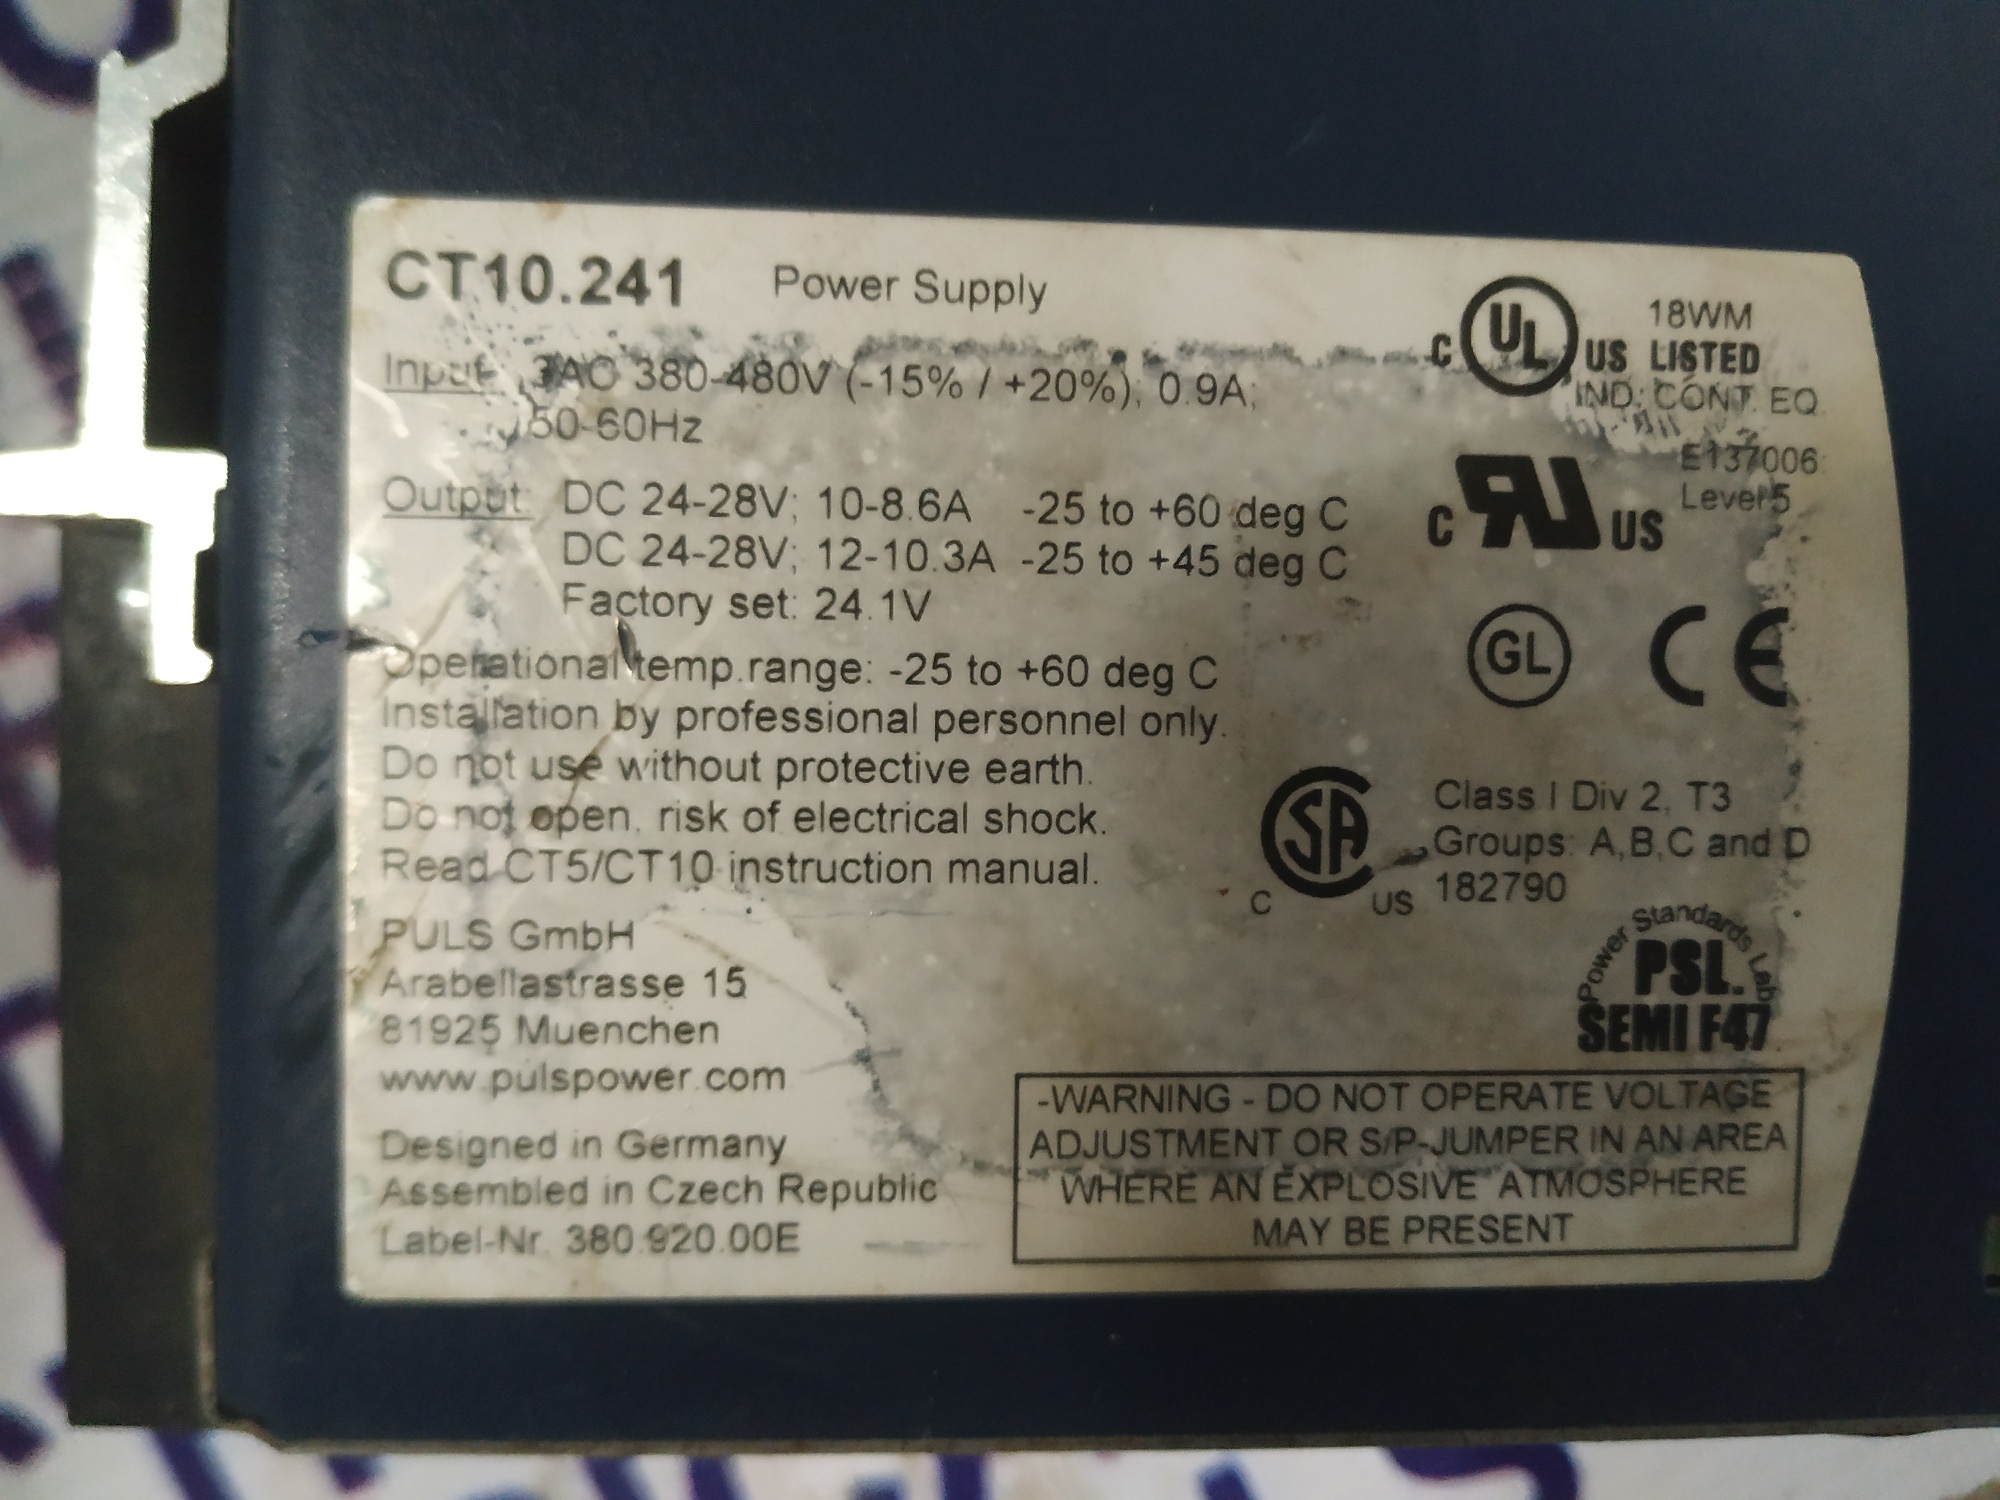 CT10.241 Power Supply
Input: 3AC 380-480V (-15% / +20%), 0.9A;
50-60Hz
Output: DC 24-28V; 10-8.6A -25 to +60 deg C
DC 24-28V; 12-10.3A -25 to +45 deg C
Factory set: 24.1V
Operational temp.range: -25 to +60 deg C
Installation by professional personnel only.
Do not use without protective earth.
Do not open, risk of electrical shock.
Read CT5/CT10 instruction manual.
PULS GmbH
Arabellastrasse 15
81925 Muenchen
www.pulspower.com
Designed in Germany
Assembled in Czech Republic
Label-Nr. 380.920.00E
C UL US 18WM
LISTED
IND. CONT. EQ
E137006
Level 5
C US
GL CE
C SA US
Class I Div 2, T3
Groups: A,B,C and D
182790
Power Standards Lab
PSL.
SEMI F47
-WARNING - DO NOT OPERATE VOLTAGE
ADJUSTMENT OR S/P-JUMPER IN AN AREA
WHERE AN EXPLOSIVE ATMOSPHERE
MAY BE PRESENT